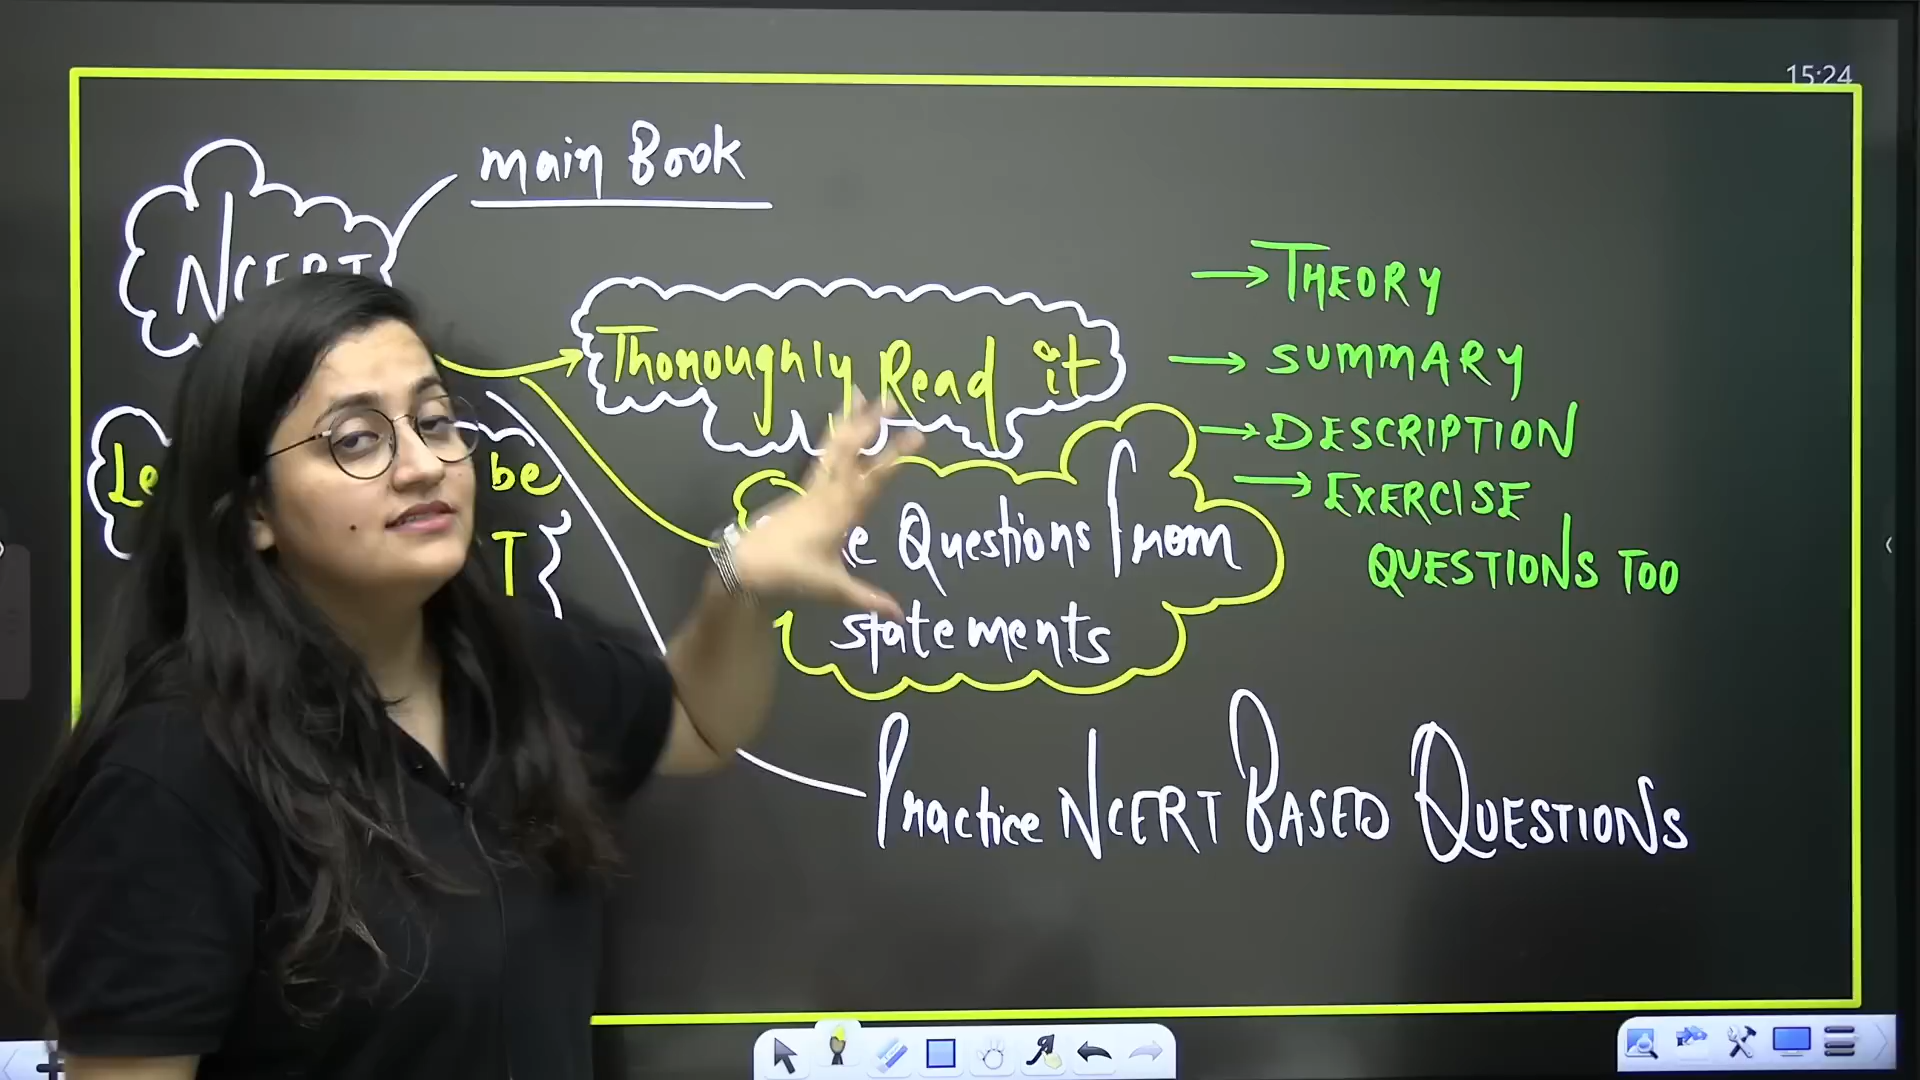 15:24
main Book
NCERT
Thoroughly Read it
→ THEORY
→ SUMMARY
→ DESCRIPTION
→ EXERCISE
QUESTIONS TOO
be
T {
Questions from
statements
Practice NCERT BASED QUESTIONS